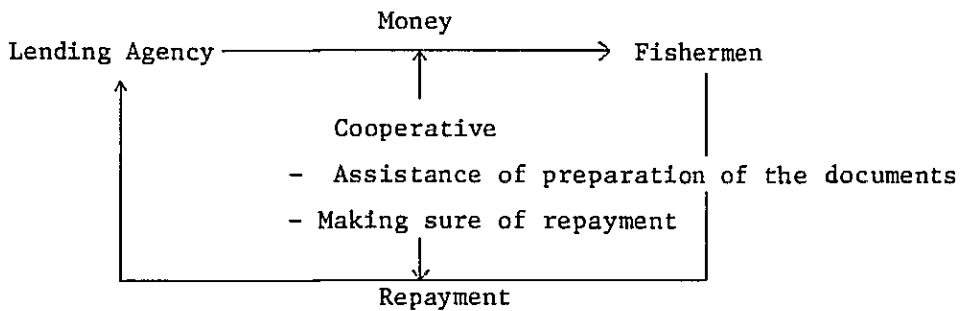 Money
Lending Agency Fishermen
Cooperative
- Assistance of preparation of the documents
- Making sure of repayment
Repayment